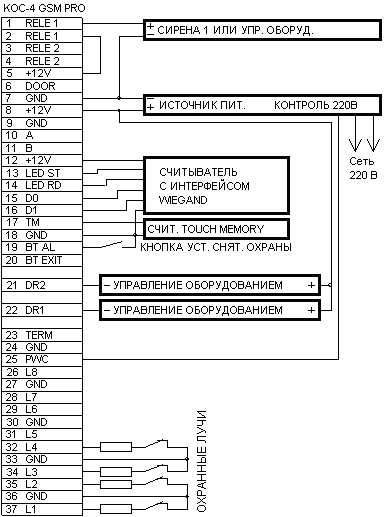 КОС-4 GSM PRO
1 RELE 1
2 RELE 1
3 RELE 2
4 RELE 2
5 +12V
6 DOOR
7 GND
8 +12V
9 GND
10 A
11 B
12 +12V
13 LED ST
14 LED RD
15 D0
16 D1
17 TM
18 GND
19 BT AL
20 BT EXIT
21 DR2
22 DR1
23 TERM
24 GND
25 PWC
26 L8
27 GND
28 L7
29 L6
30 GND
31 L5
32 L4
33 GND
34 L3
35 L2
36 GND
37 L1
+ СИРЕНА 1 ИЛИ УПР. ОБОРУД.
–
– ИСТОЧНИК ПИТ. КОНТРОЛЬ 220В
+
Сеть
220 В
СЧИТЫВАТЕЛЬ
С ИНТЕРФЕЙСОМ
WIEGAND
СЧИТ. TOUCH MEMORY
КНОПКА УСТ. СНЯТ. ОХРАНЫ
– УПРАВЛЕНИЕ ОБОРУДОВАНИЕМ +
– УПРАВЛЕНИЕ ОБОРУДОВАНИЕМ +
ОХРАННЫЕ ЛУЧИ